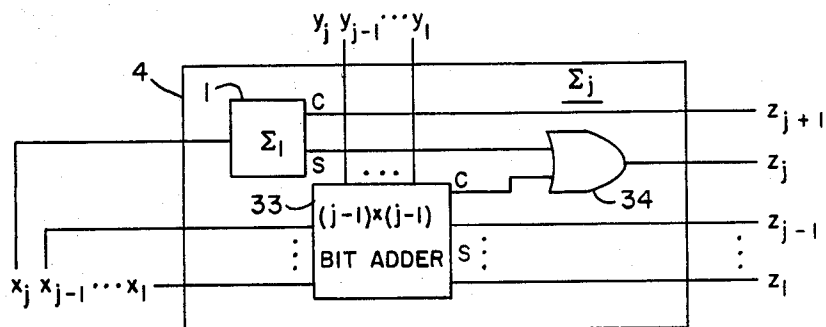 y_j y_{j-1} ··· y_1
4
1
C
Σ_j
z_{j+1}
Σ_1
S
z_j
···
C
34
33
(j-1)x(j-1)
z_{j-1}
BIT ADDER
S
x_j x_{j-1} ··· x_1
z_1